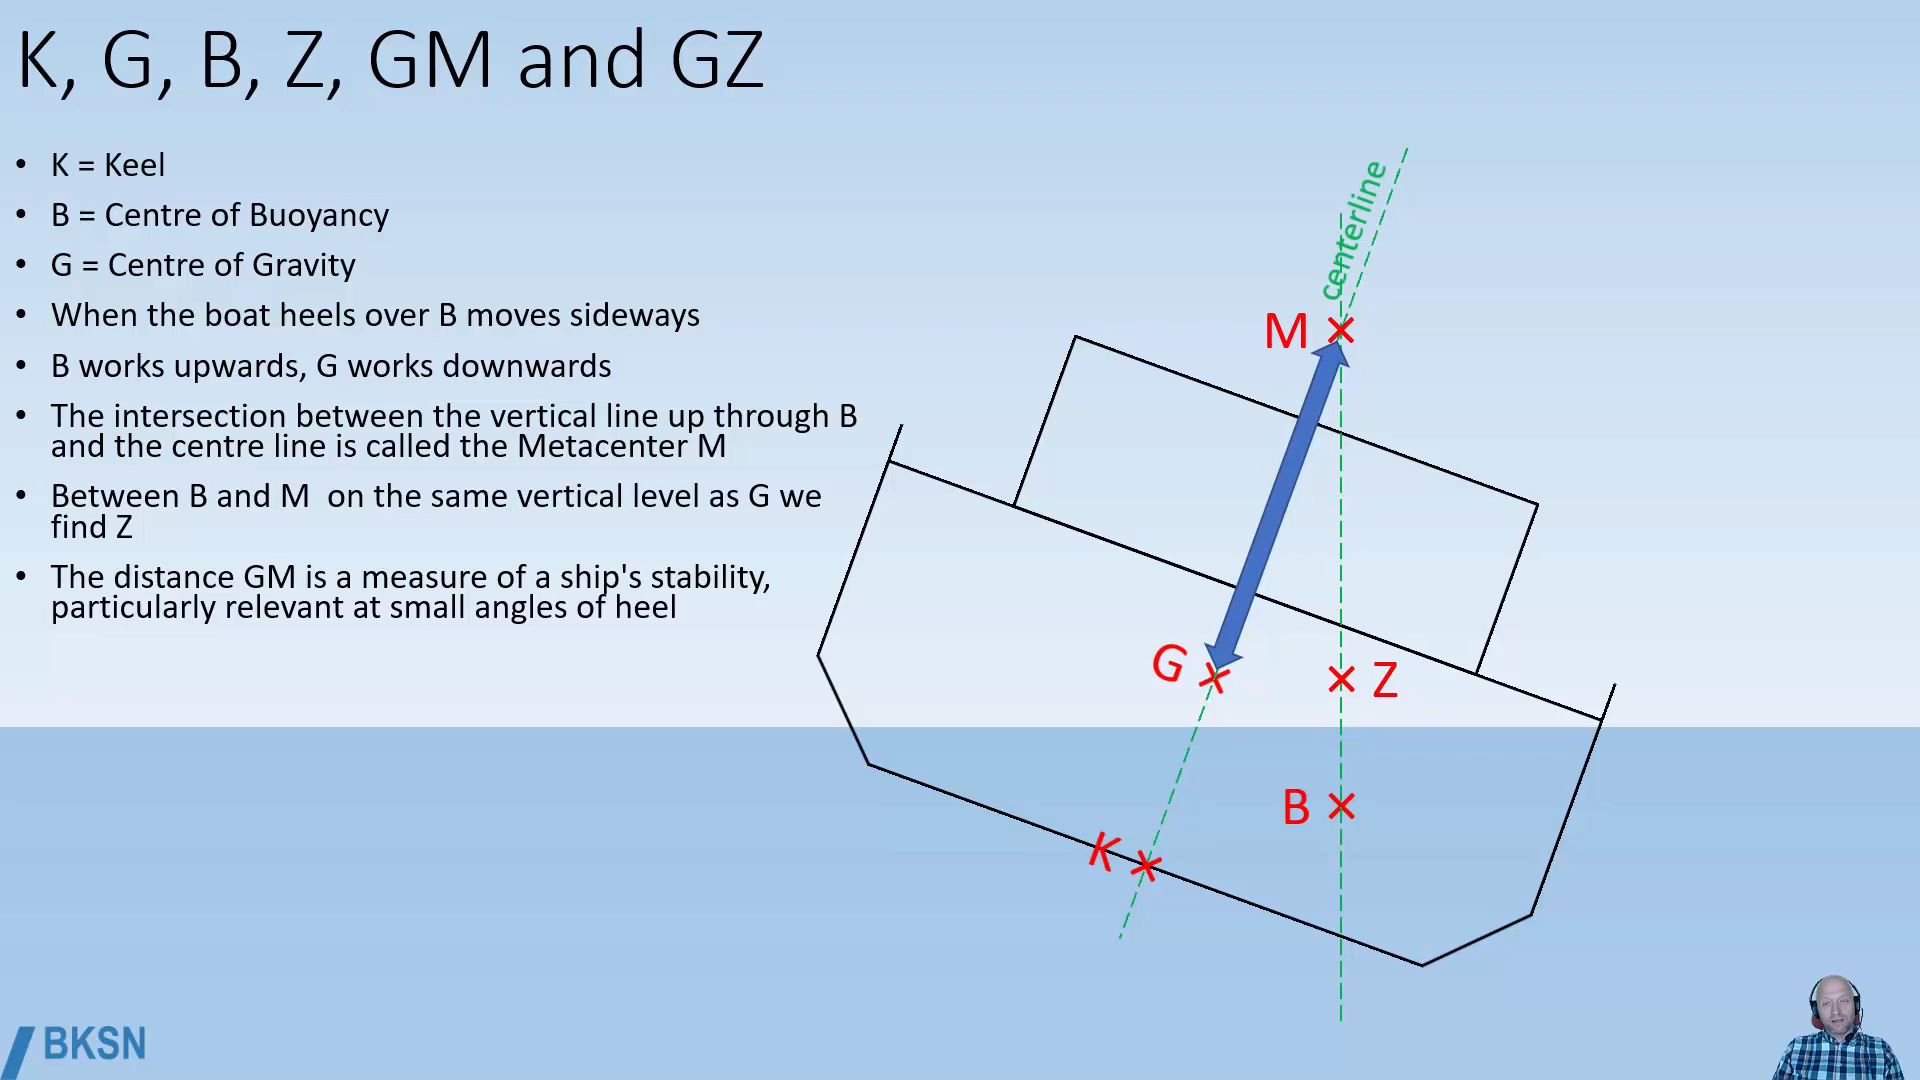 K, G, B, Z, GM and GZ
• K = Keel
• B = Centre of Buoyancy
• G = Centre of Gravity
• When the boat heels over B moves sideways
• B works upwards, G works downwards
• The intersection between the vertical line up through B
and the centre line is called the Metacenter M
• Between B and M  on the same vertical level as G we
find Z
• The distance GM is a measure of a ship's stability,
particularly relevant at small angles of heel
centerline
M
G
Z
B
K
BKSN